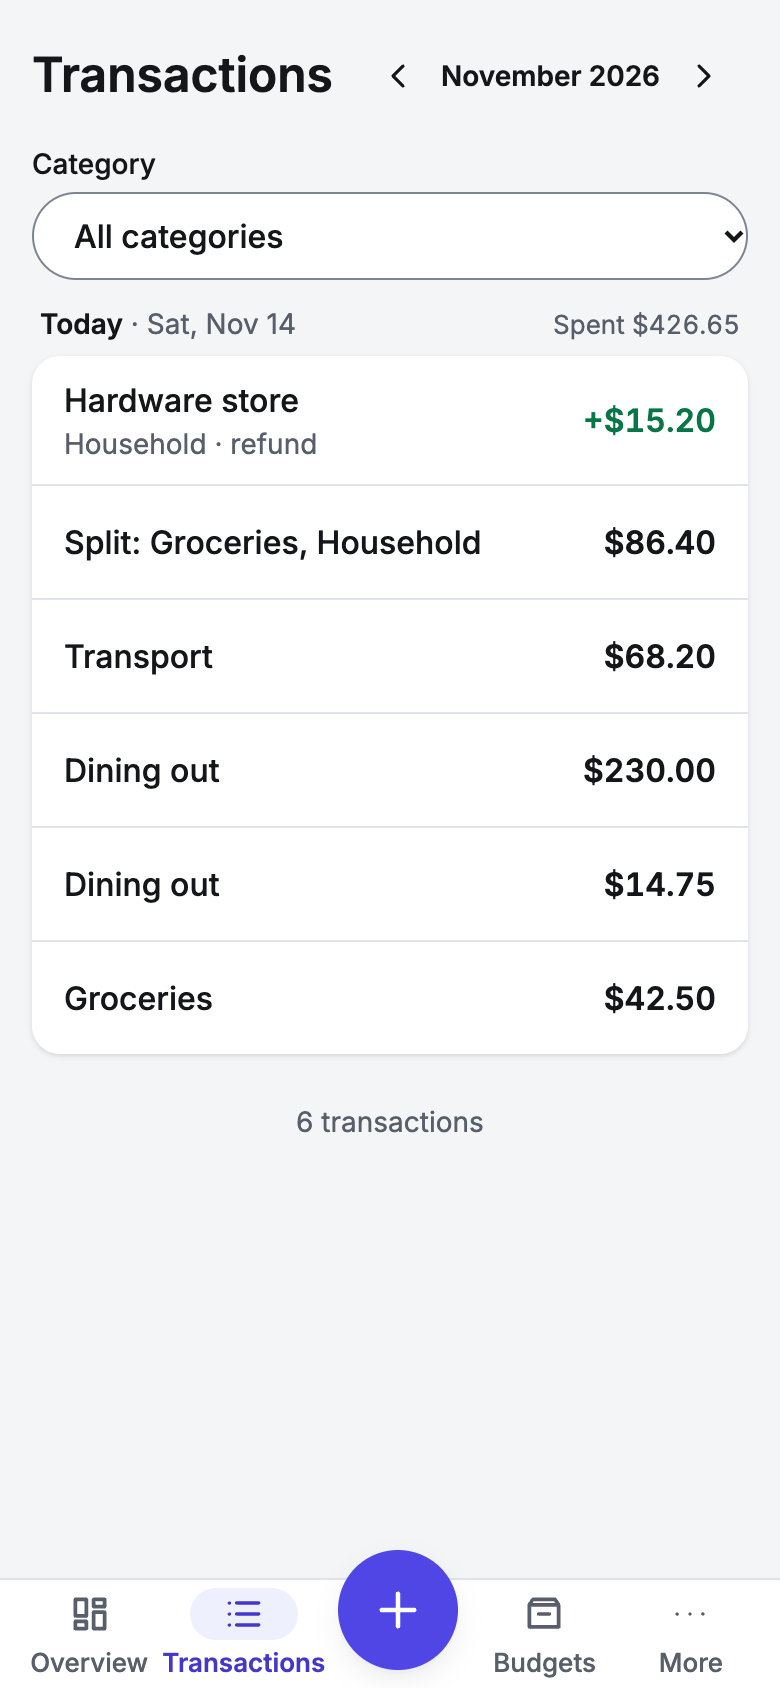 Transactions
November 2026
Category
All categories
Today · Sat, Nov 14
Spent $426.65
Hardware store
Household · refund
+$15.20
Split: Groceries, Household
$86.40
Transport
$68.20
Dining out
$230.00
Dining out
$14.75
Groceries
$42.50
6 transactions
Overview
Transactions
Budgets
More